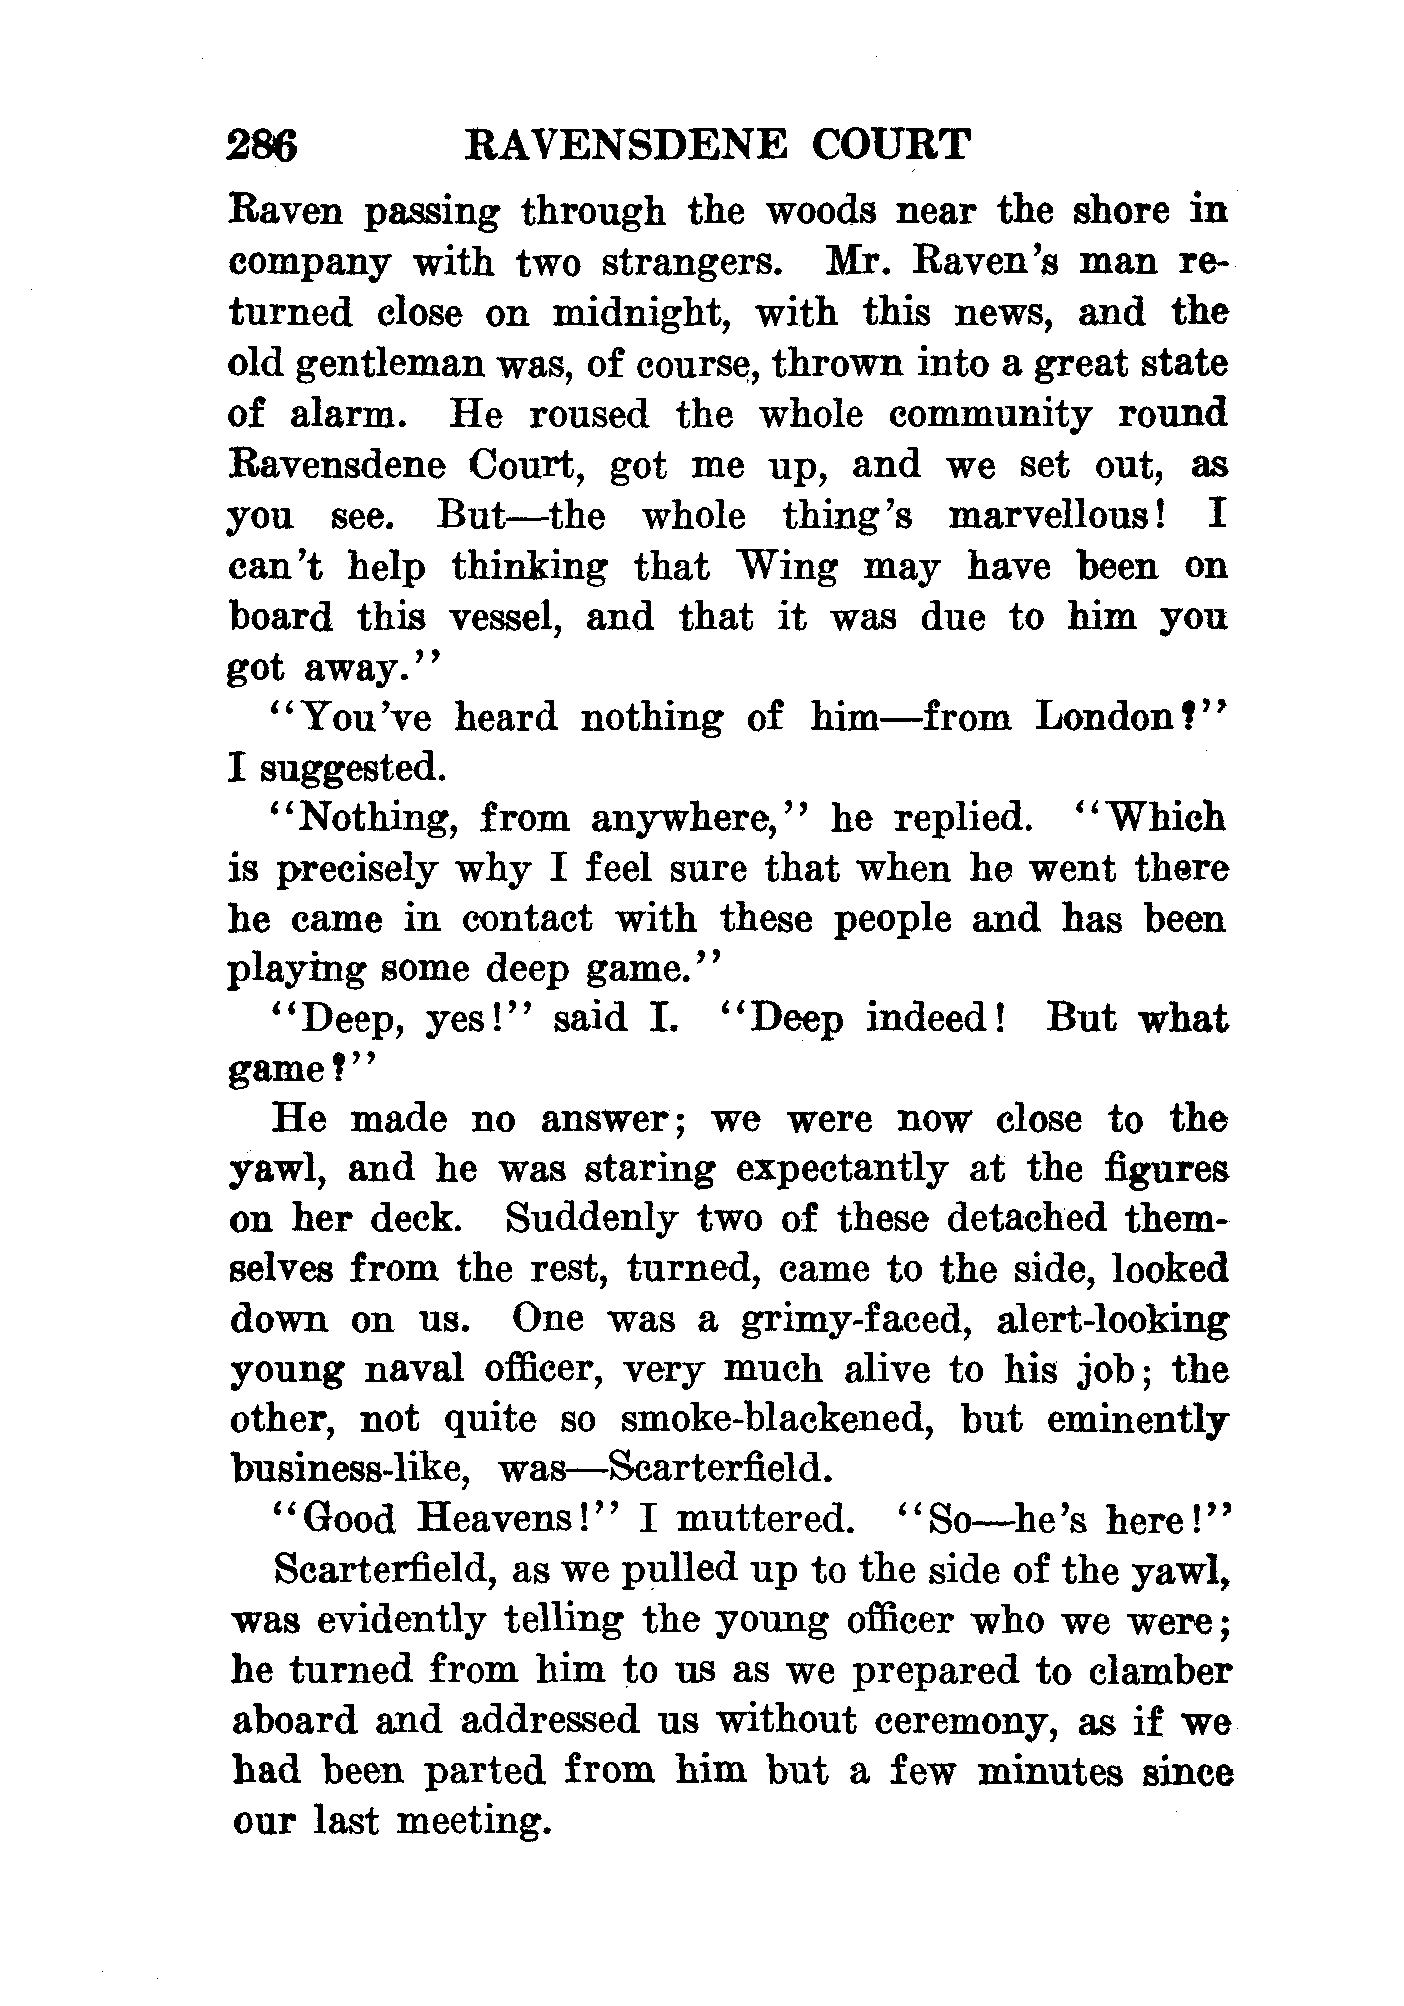 286 RAVENSDENE COURT
Raven passing through the woods near the shore in
company with two strangers. Mr. Raven's man re-
turned close on midnight, with this news, and the
old gentleman was, of course, thrown into a great state
of alarm. He roused the whole community round
Ravensdene Court, got me up, and we set out, as
you see. But—the whole thing's marvellous! I
can't help thinking that Wing may have been on
board this vessel, and that it was due to him you
got away."
"You've heard nothing of him—from London?"
I suggested.
"Nothing, from anywhere," he replied. "Which
is precisely why I feel sure that when he went there
he came in contact with these people and has been
playing some deep game."
"Deep, yes!" said I. "Deep indeed! But what
game?"
He made no answer; we were now close to the
yawl, and he was staring expectantly at the figures
on her deck. Suddenly two of these detached them-
selves from the rest, turned, came to the side, looked
down on us. One was a grimy-faced, alert-looking
young naval officer, very much alive to his job; the
other, not quite so smoke-blackened, but eminently
business-like, was—Scarterfield.
"Good Heavens!" I muttered. "So—he's here!"
Scarterfield, as we pulled up to the side of the yawl,
was evidently telling the young officer who we were;
he turned from him to us as we prepared to clamber
aboard and addressed us without ceremony, as if we
had been parted from him but a few minutes since
our last meeting.